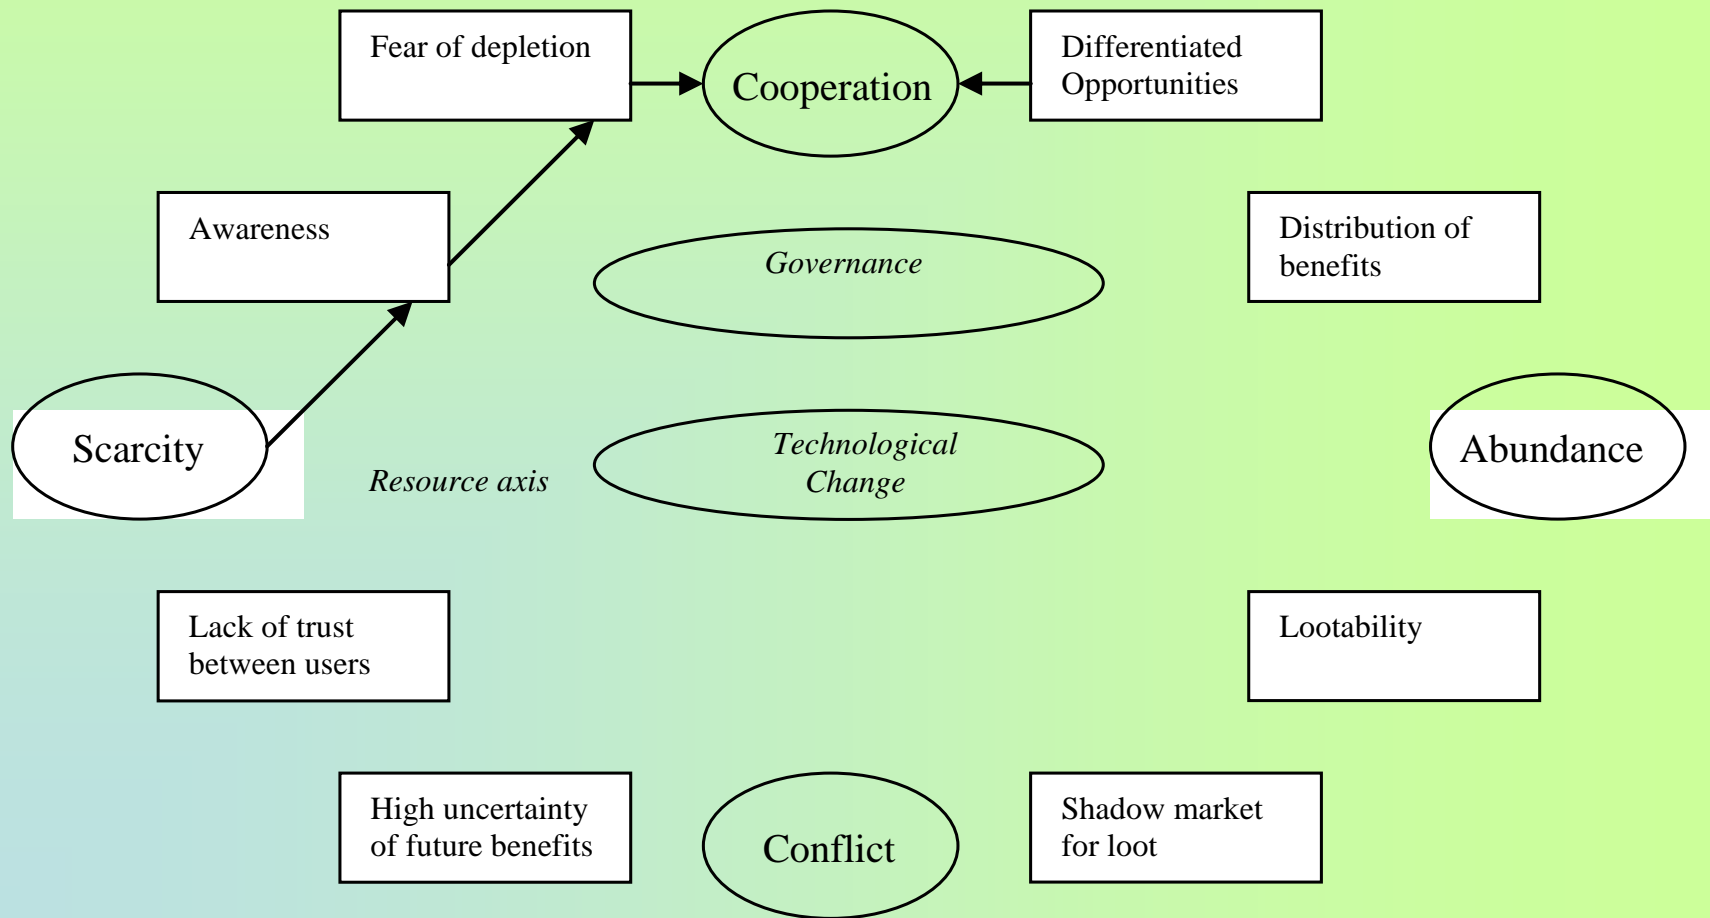 Fear of depletion
Cooperation
Differentiated
Opportunities
Awareness
Governance
Distribution of
benefits
Scarcity
Resource axis
Technological
Change
Abundance
Lack of trust
between users
Lootability
High uncertainty
of future benefits
Conflict
Shadow market
for loot